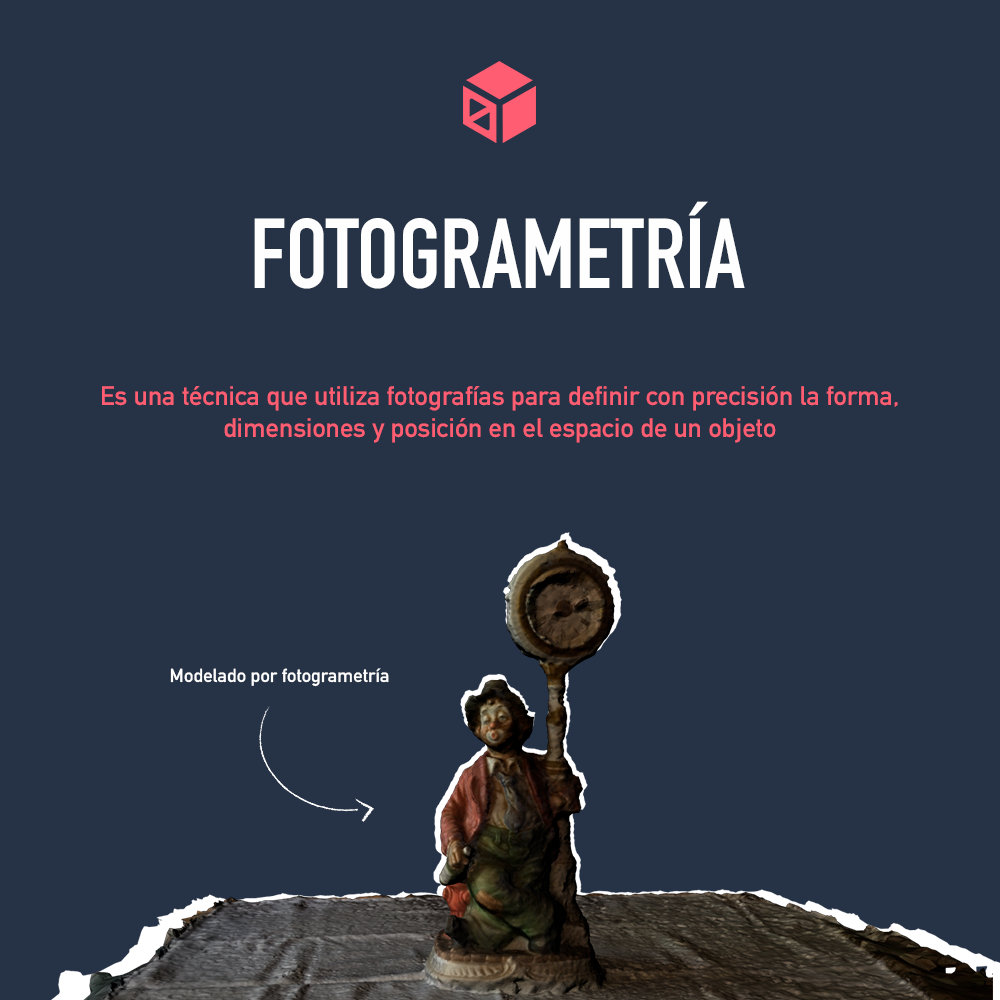 FOTOGRAMETRÍA
Es una técnica que utiliza fotografías para definir con precisión la forma,
dimensiones y posición en el espacio de un objeto
Modelado por fotogrametría